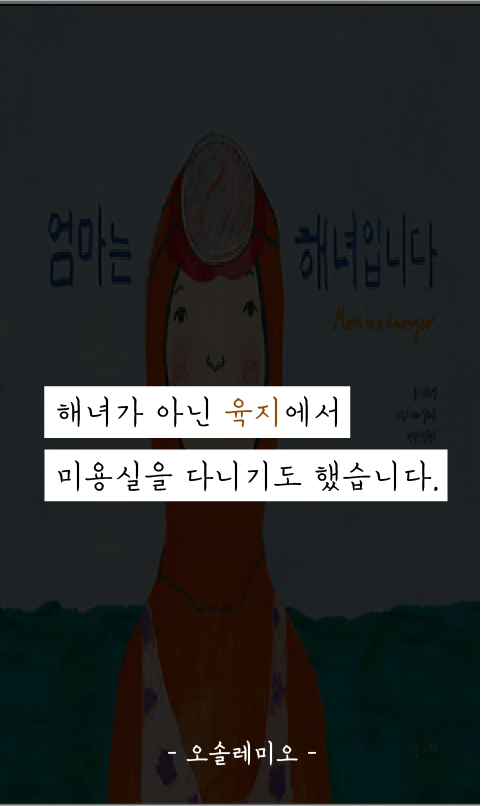 엄마는 해녀입니다
Mom is a haenyeo
해녀가 아닌 육지에서
미용실을 다니기도 했습니다.
- 오솔레미오 -